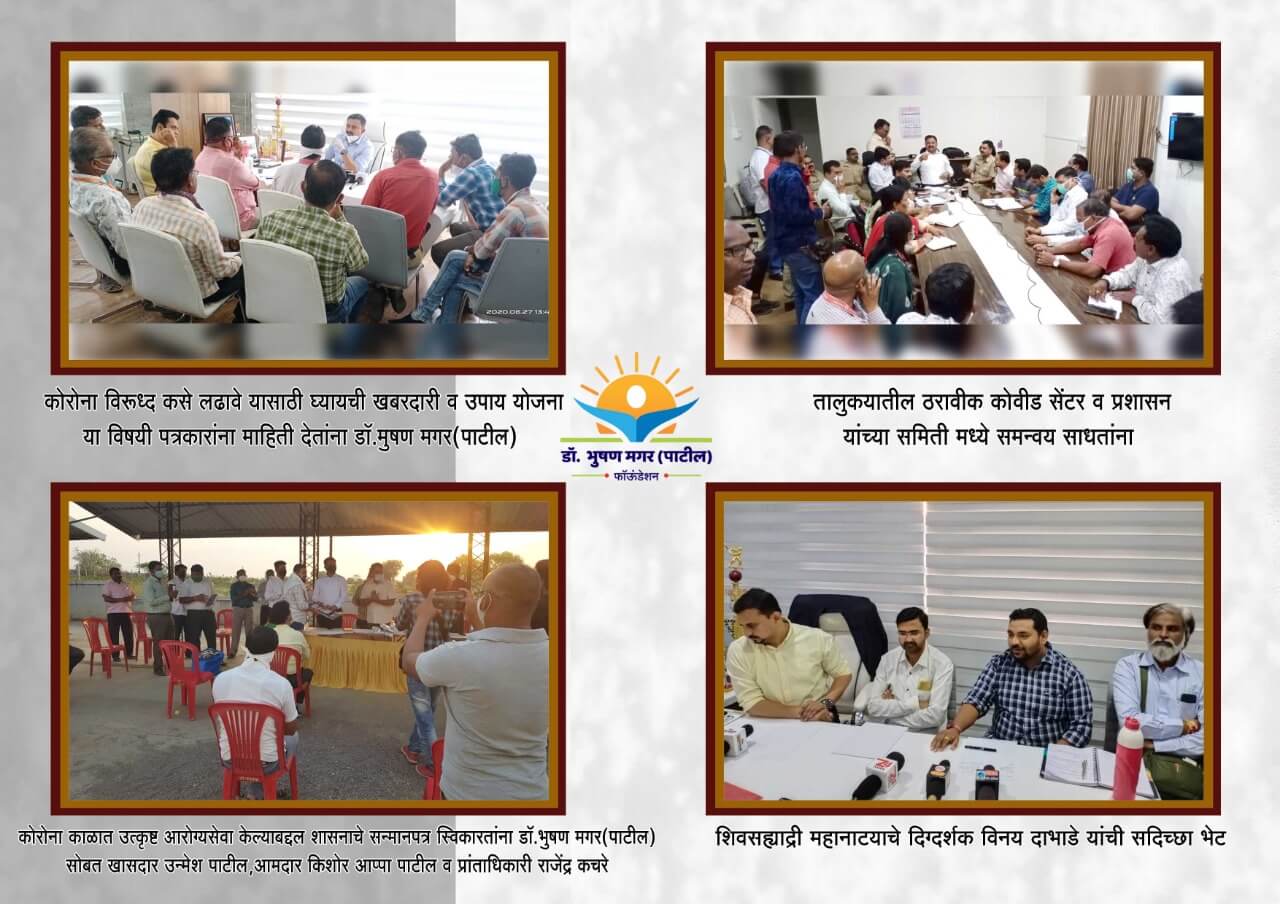 2020.08.27 13:4
कोरोना विरूध्द कसे लढावे यासाठी घ्यायची खबरदारी व उपाय योजना
या विषयी पत्रकारांना माहिती देतांना डॉ.मुषण मगर(पाटील)
तालुकयातील ठरावीक कोवीड सेंटर व प्रशासन
यांच्या समिती मध्ये समन्वय साधतांना
डॉ. भुषण मगर (पाटील)
फॉऊंडेशन
कोरोना काळात उत्कृष्ट आरोग्यसेवा केल्याबद्दल शासनाचे सन्मानपत्र स्विकारतांना डॉ.भुषण मगर(पाटील)
सोबत खासदार उन्मेश पाटील,आमदार किशोर आप्पा पाटील व प्रांताधिकारी राजेंद्र कचरे
शिवसह्याद्री महानाटयाचे दिग्दर्शक विनय दाभाडे यांची सदिच्छा भेट